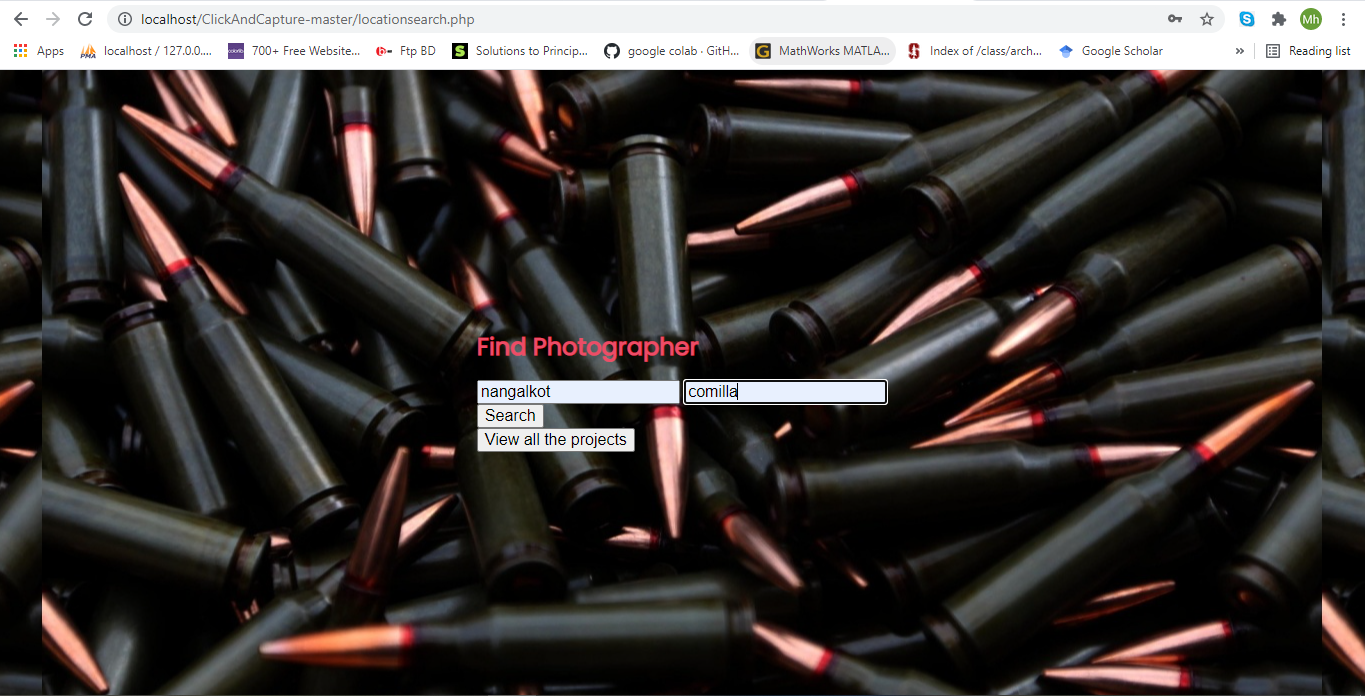 localhost/ClickAndCapture-master/locationsearch.php
Mh
Apps
PMA
localhost / 127.0.0....
colorlib
700+ Free Website...
Ftp BD
S
Solutions to Princip...
google colab · GitH...
G
MathWorks MATLA...
Index of /class/arch...
Google Scholar
»
Reading list
Find Photographer
nangalkot
comilla
Search
View all the projects